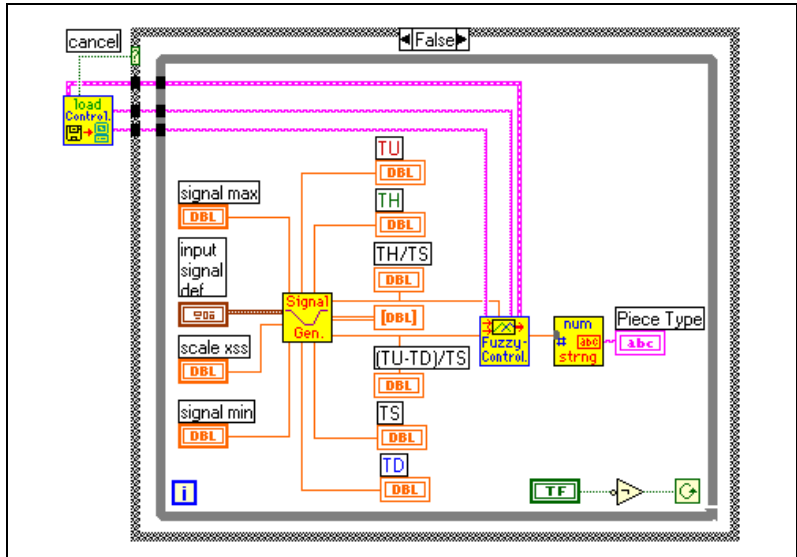 cancel
False
?
load
Control.
TU
DBL
signal max
DBL
TH
DBL
input
signal
def
TH/TS
DBL
Signal
Gen.
[DBL]
Fuzzy-
Control.
num
# abc
strng
Piece Type
abc
scale xss
DBL
(TU-TD)/TS
DBL
signal min
DBL
TS
DBL
TD
DBL
i
TF